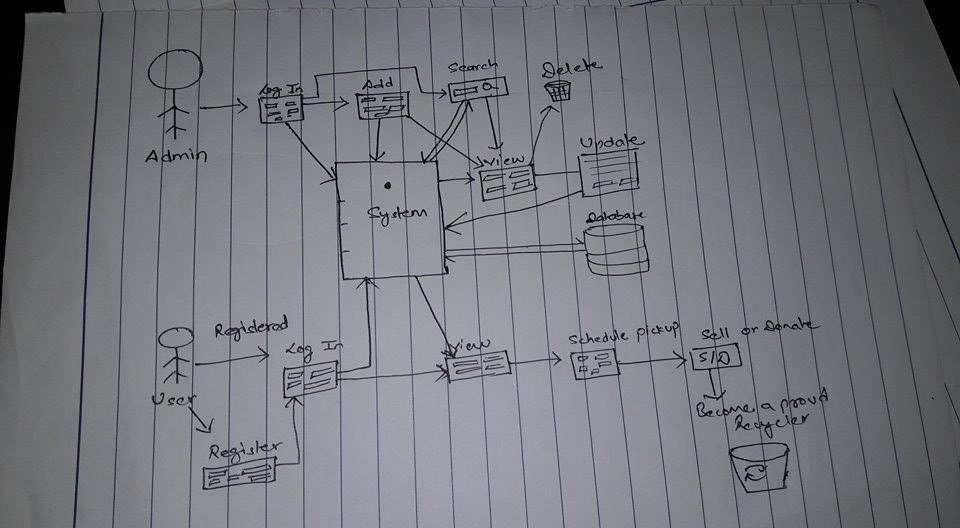 Log In
Add
Search
Delete
Admin
View
Update
System
Database
Registered
Log In
View
Schedule pickup
Sell or Donate
S/D
User
Become a proud
Recycler
Register